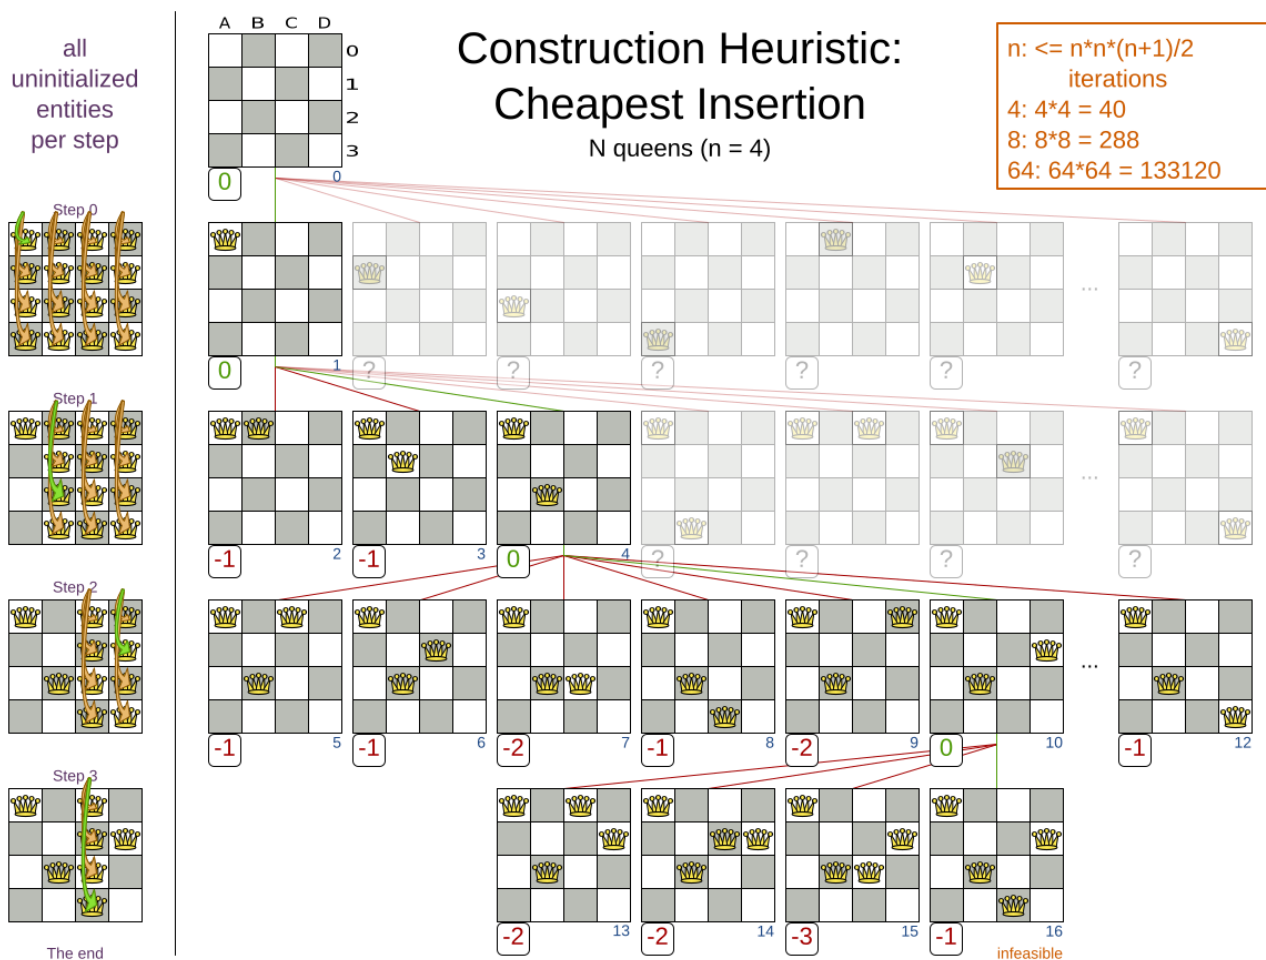 A B C D
0
1
2
3
all
uninitialized
entities
per step
Construction Heuristic:
Cheapest Insertion
N queens (n = 4)
n: <= n*n*(n+1)/2
iterations
4: 4*4 = 40
8: 8*8 = 288
64: 64*64 = 133120
0 0
Step 0
...
0 1 ? ? ? ? ? ?
Step 1
...
-1 2 -1 3 0 4 ? ? ? ?
Step 2
...
-1 5 -1 6 -2 7 -1 8 -2 9 0 10 -1 12
Step 3
-2 13 -2 14 -3 15 -1 16
The end
infeasible